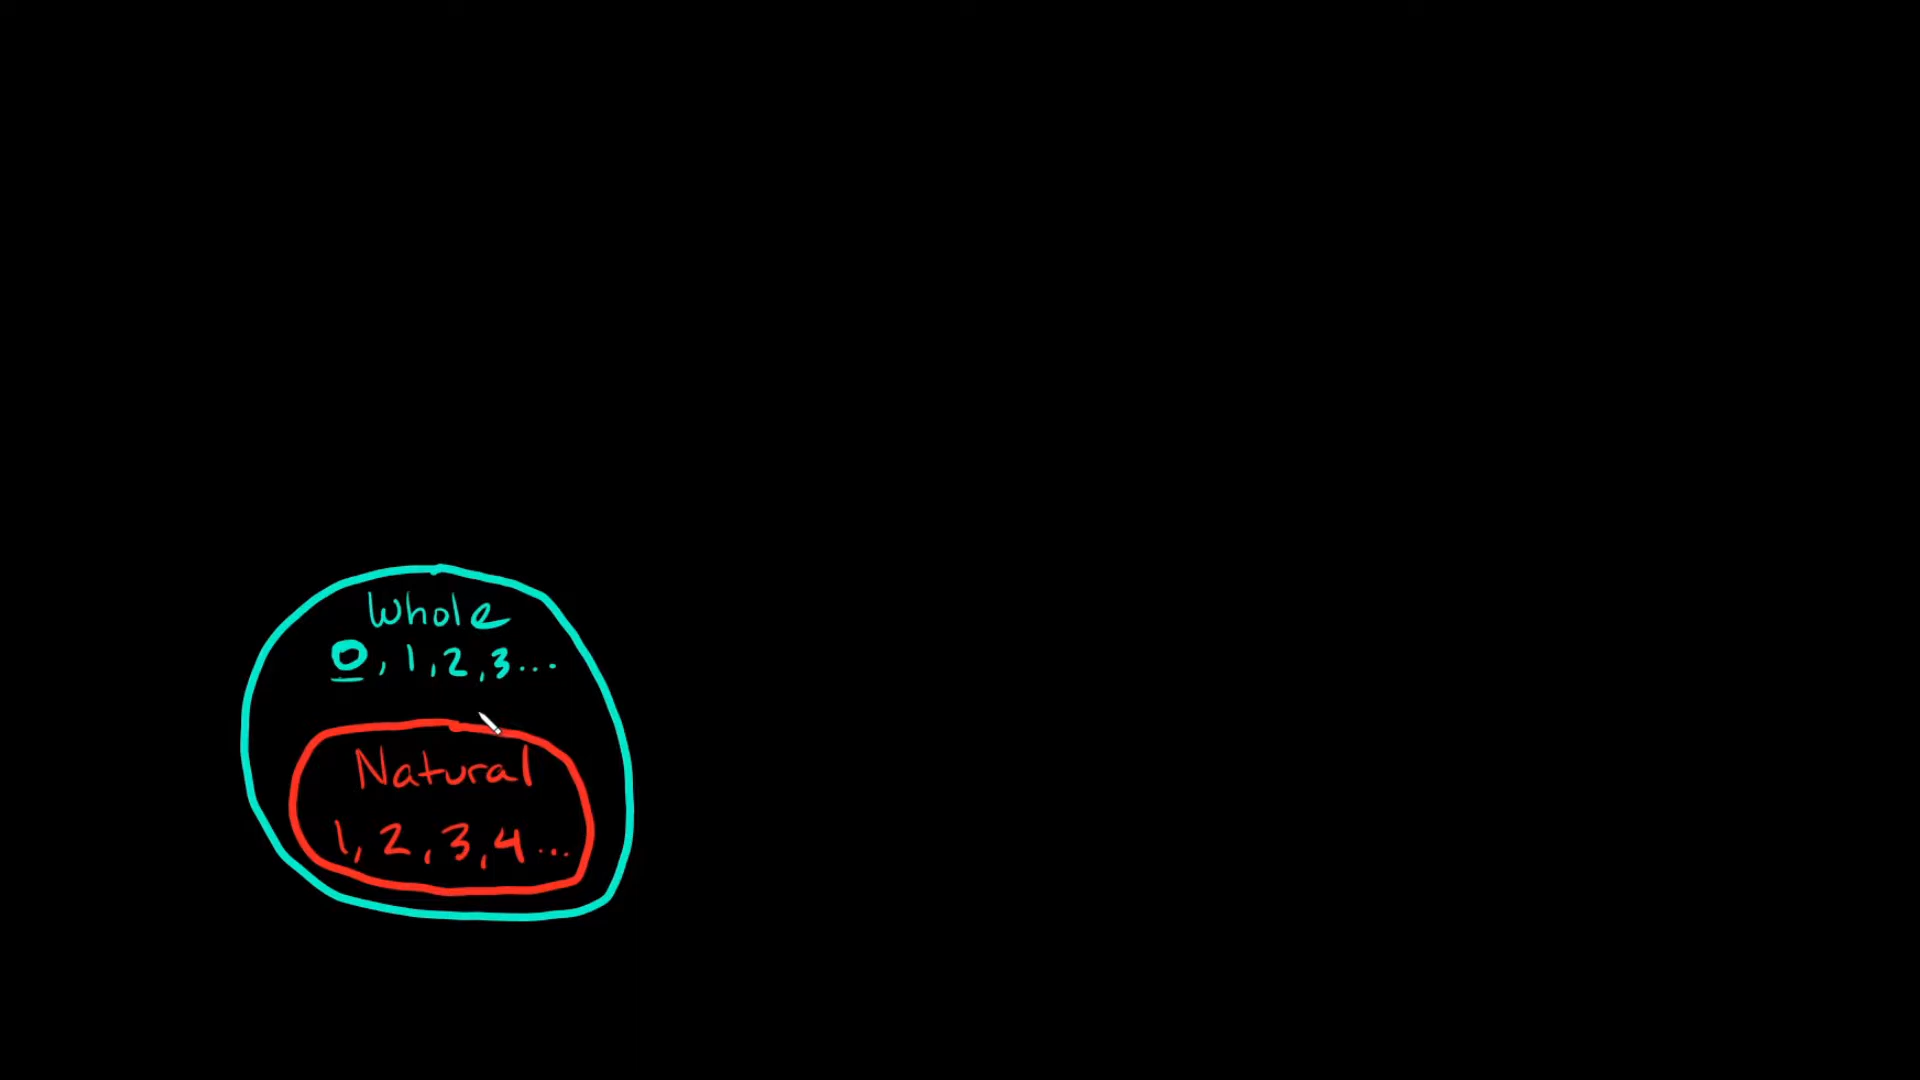 Whole
0, 1, 2, 3...
Natural
1, 2, 3, 4...